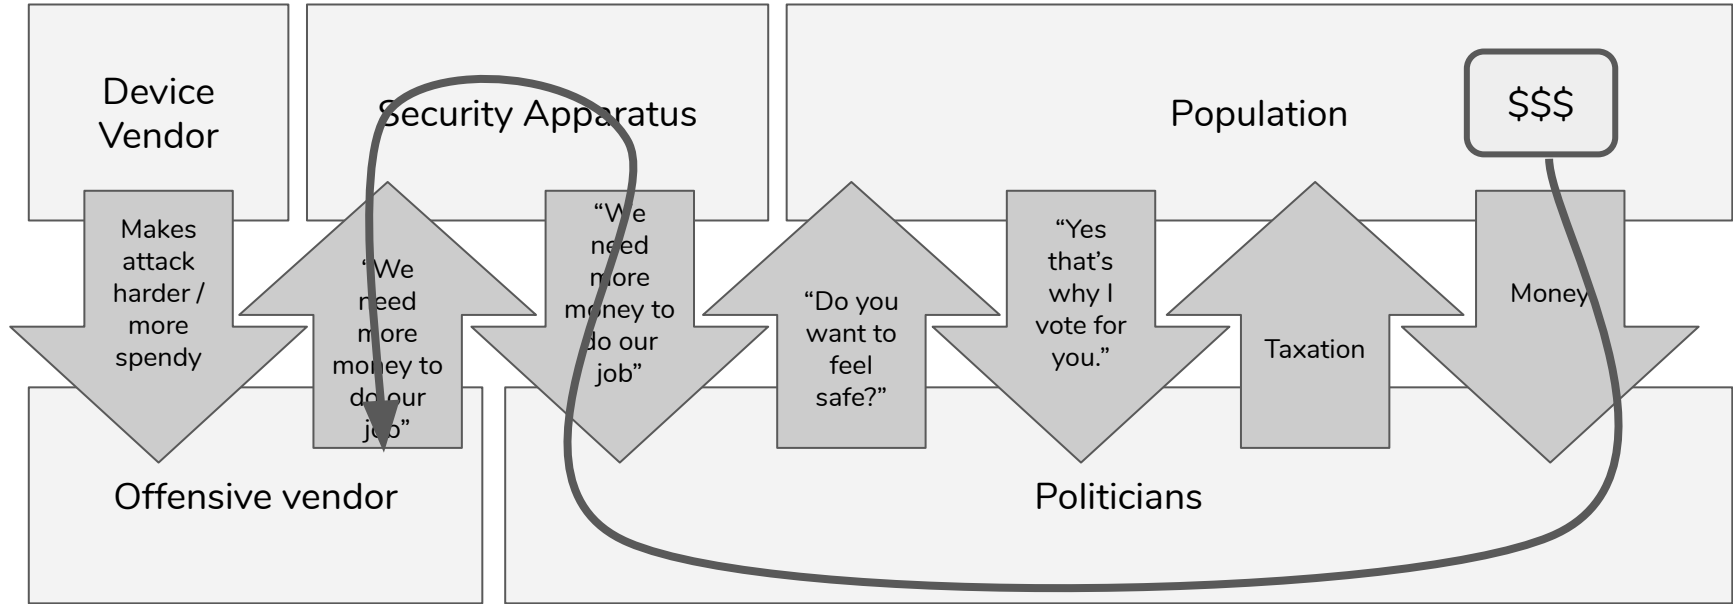 Device
Vendor
Security Apparatus
Population
$$$
Makes
attack
harder /
more
spendy
“We
need
more
money to
do our
job”
“We
need
more
money to
do our
job”
“Do you
want to
feel
safe?”
“Yes
that’s
why I
vote for
you.”
Taxation
Money
Offensive vendor
Politicians